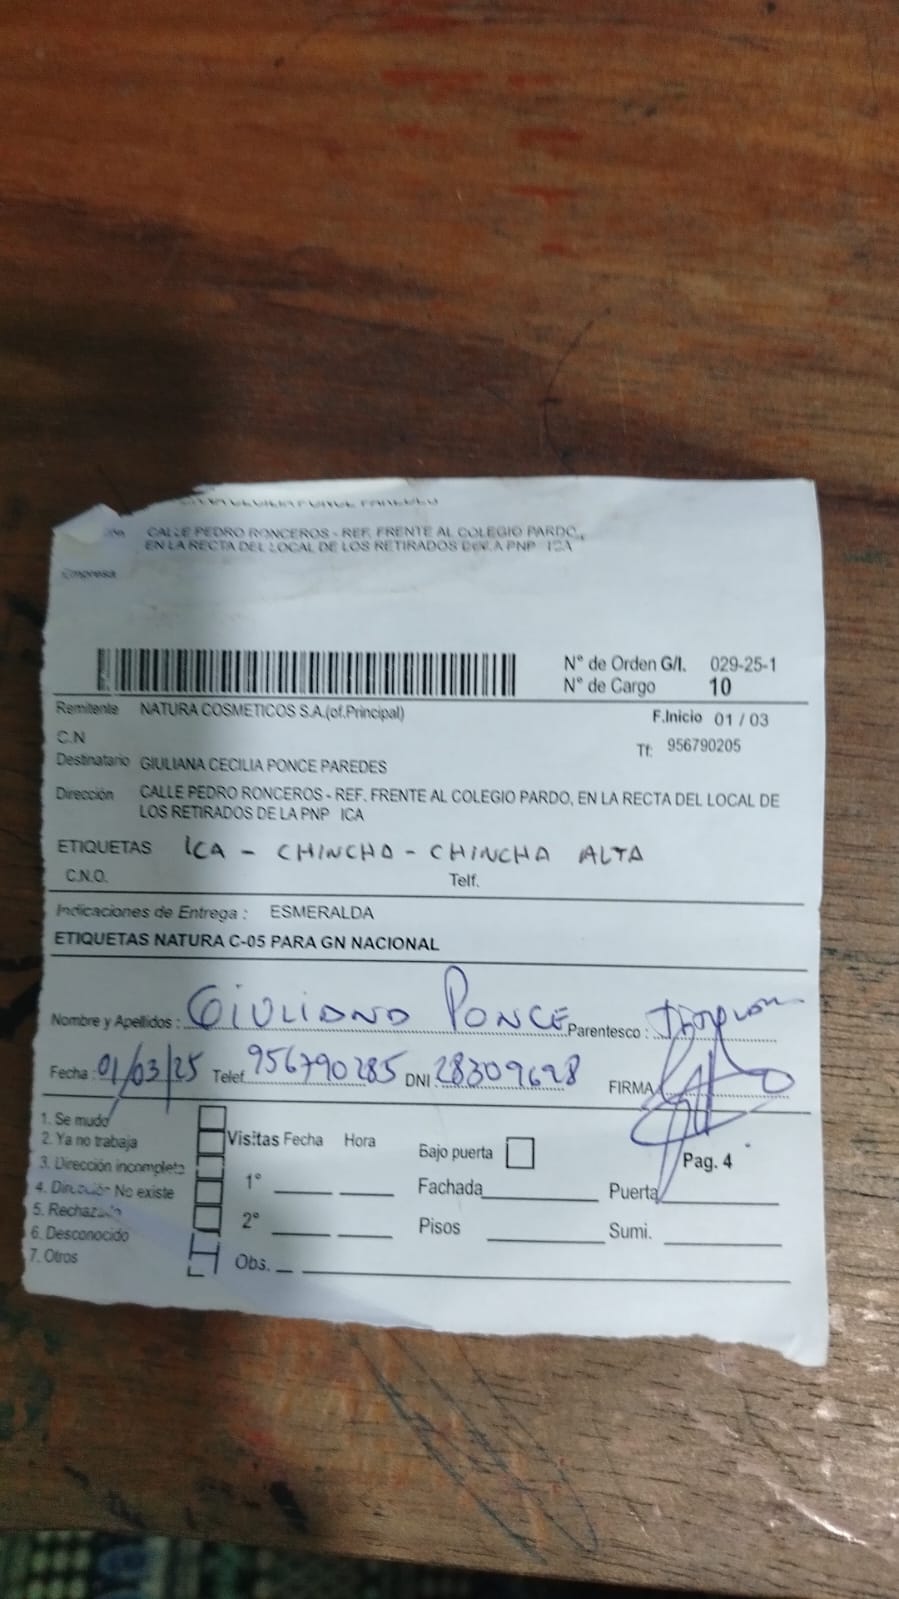 CECILIA PONCE PAREDES
CALLE PEDRO RONCEROS - REF. FRENTE AL COLEGIO PARDO,
EN LA RECTA DEL LOCAL DE LOS RETIRADOS DE LA PNP ICA
Empresa
N° de Orden G/I. 029-25-1
N° de Cargo 10
Remitente NATURA COSMETICOS S.A.(of.Principal)
F.Inicio 01 / 03
C.N
Tf: 956790205
Destinatario GIULIANA CECILIA PONCE PAREDES
Dirección CALLE PEDRO RONCEROS - REF. FRENTE AL COLEGIO PARDO, EN LA RECTA DEL LOCAL DE
LOS RETIRADOS DE LA PNP ICA
ETIQUETAS ICA - CHINCHA - CHINCHA ALTA
C.N.O. Telf.
Indicaciones de Entrega : ESMERALDA
ETIQUETAS NATURA C-05 PARA GN NACIONAL
Nombre y Apellidos : GIULIANA PONCE Parentesco :
Fecha : 01/03/25 Telef. 956790285 DNI 28309628 FIRMA
1. Se mudo
2. Ya no trabaja Visitas Fecha Hora Bajo puerta Pag. 4
3. Dirección incompleta
4. Dirección No existe 1° Fachada Puerta
5. Rechazado 2° Pisos Sumi.
6. Desconocido
7. Otros Obs.